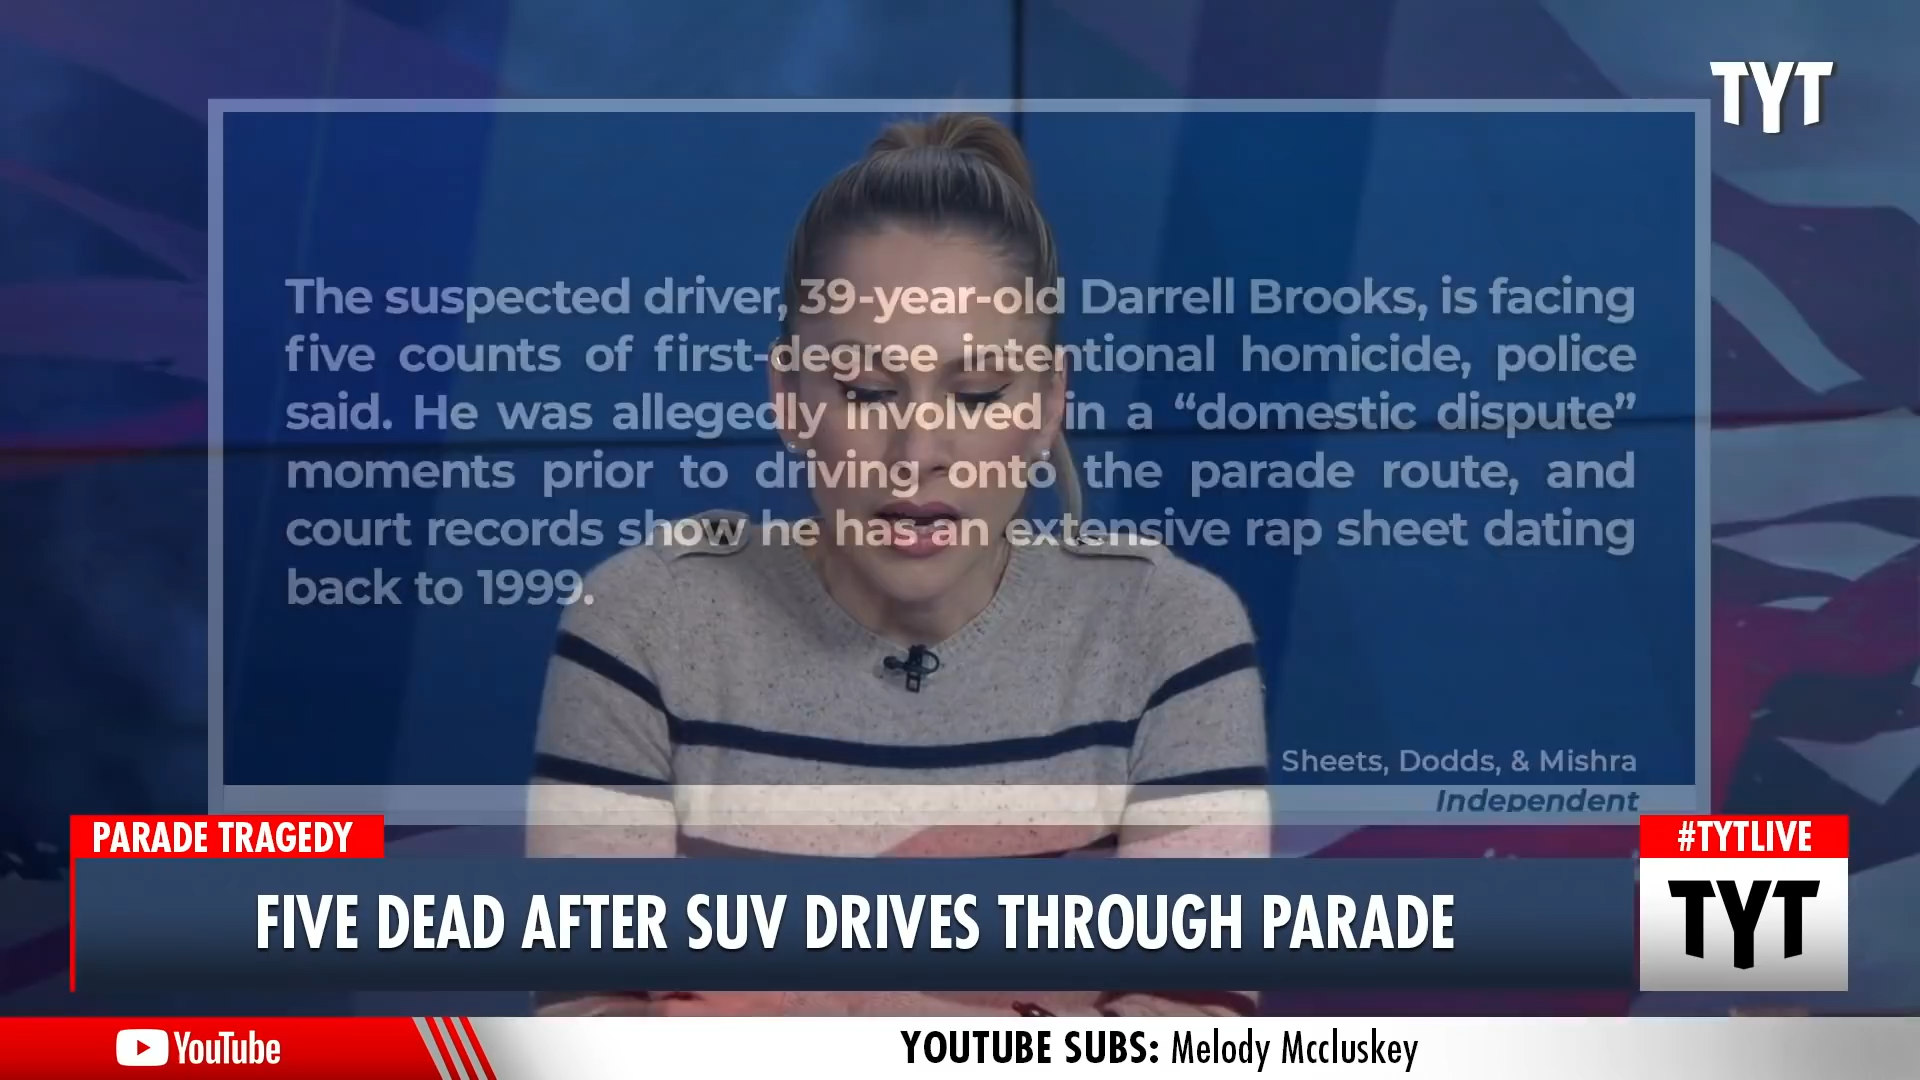 TYT
The suspected driver, 39-year-old Darrell Brooks, is facing
five counts of first-degree intentional homicide, police
said. He was allegedly involved in a “domestic dispute”
moments prior to driving onto the parade route, and
court records show he has an extensive rap sheet dating
back to 1999.
Sheets, Dodds, & Mishra
Independent
PARADE TRAGEDY
#TYTLIVE
FIVE DEAD AFTER SUV DRIVES THROUGH PARADE
TYT
YouTube
YOUTUBE SUBS: Melody Mccluskey